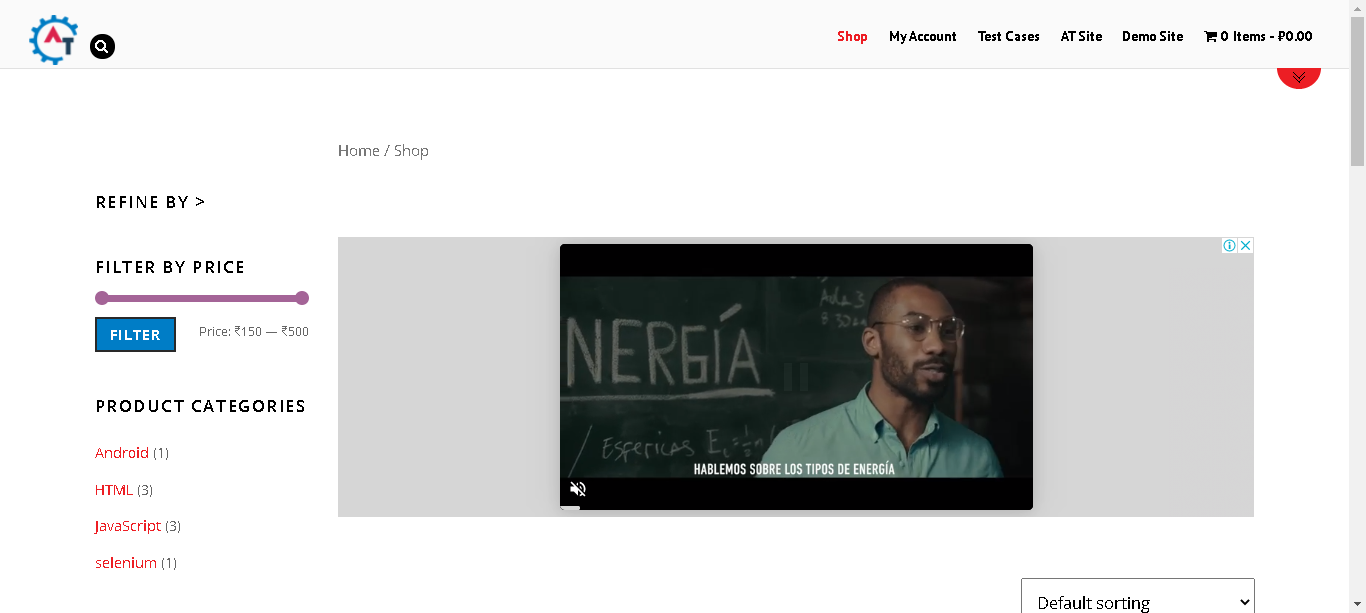 AT
Shop
My Account
Test Cases
AT Site
Demo Site
0 Items - ₽0.00
Home / Shop
REFINE BY >
FILTER BY PRICE
FILTER
Price: ₹150 — ₹500
PRODUCT CATEGORIES
Android (1)
HTML (3)
JavaScript (3)
selenium (1)
NERGÍA
Esfericas
HABLEMOS SOBRE LOS TIPOS DE ENERGÍA
Default sorting